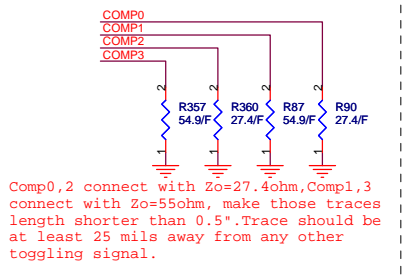 COMP0
COMP1
COMP2
COMP3
2 2 2 2
R357 R360 R87 R90
54.9/F 27.4/F 54.9/F 27.4/F
1 1 1 1
Comp0,2 connect with Zo=27.4ohm,Comp1,3
connect with Zo=55ohm, make those traces
length shorter than 0.5".Trace should be
at least 25 mils away from any other
toggling signal.